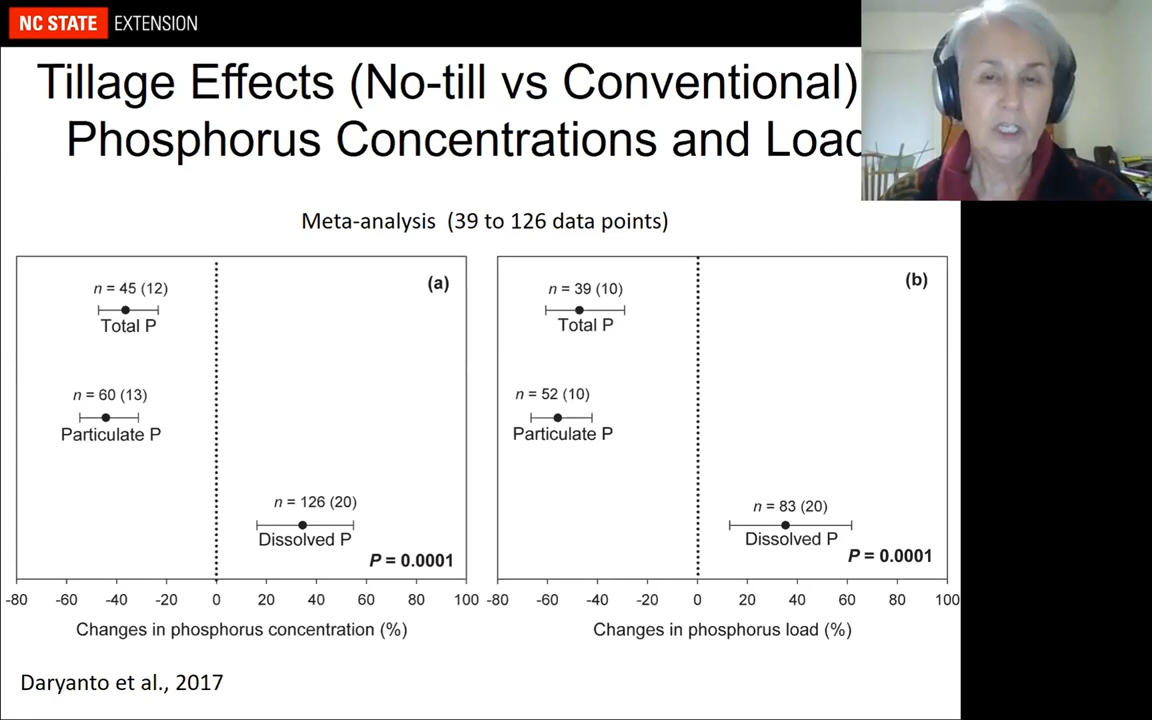 NC STATE EXTENSION
Tillage Effects (No-till vs Conventional)
Phosphorus Concentrations and Load
Meta-analysis (39 to 126 data points)
(a)
n = 45 (12)
Total P
n = 60 (13)
Particulate P
n = 126 (20)
Dissolved P
P = 0.0001
-80 -60 -40 -20 0 20 40 60 80 100
Changes in phosphorus concentration (%)
(b)
n = 39 (10)
Total P
n = 52 (10)
Particulate P
n = 83 (20)
Dissolved P
P = 0.0001
-80 -60 -40 -20 0 20 40 60 80 100
Changes in phosphorus load (%)
Daryanto et al., 2017